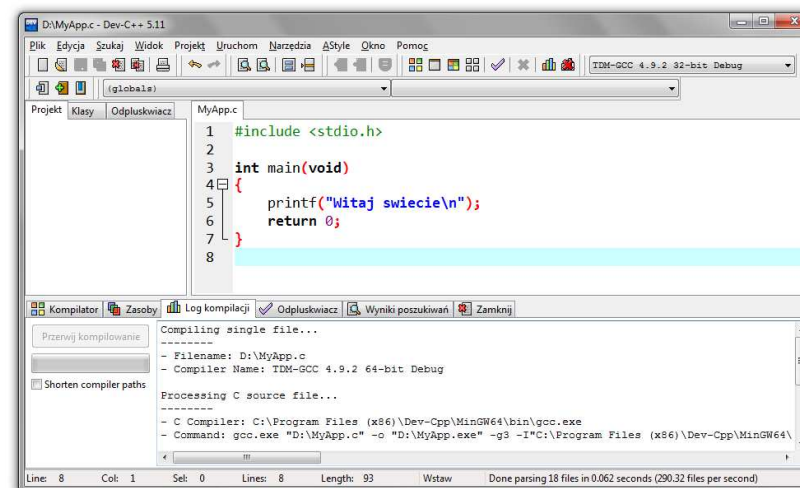 D:\MyApp.c - Dev-C++ 5.11
Plik Edycja Szukaj Widok Projekt Uruchom Narzędzia AStyle Okno Pomoc
TDM-GCC 4.9.2 32-bit Debug
(globals)
Projekt Klasy Odpluskwiacz MyApp.c
1 #include <stdio.h>
2
3 int main(void)
4 {
5 printf("Witaj swiecie\n");
6 return 0;
7 }
8
Kompilator Zasoby Log kompilacji Odpluskwiacz Wyniki poszukiwań Zamknij
Przerwij kompilowanie
Shorten compiler paths
Compiling single file...
--------
- Filename: D:\MyApp.c
- Compiler Name: TDM-GCC 4.9.2 64-bit Debug
Processing C source file...
--------
- C Compiler: C:\Program Files (x86)\Dev-Cpp\MinGW64\bin\gcc.exe
- Command: gcc.exe "D:\MyApp.c" -o "D:\MyApp.exe" -g3 -I"C:\Program Files (x86)\Dev-Cpp\MinGW64\
Line: 8 Col: 1 Sel: 0 Lines: 8 Length: 93 Wstaw Done parsing 18 files in 0.062 seconds (290.32 files per second)